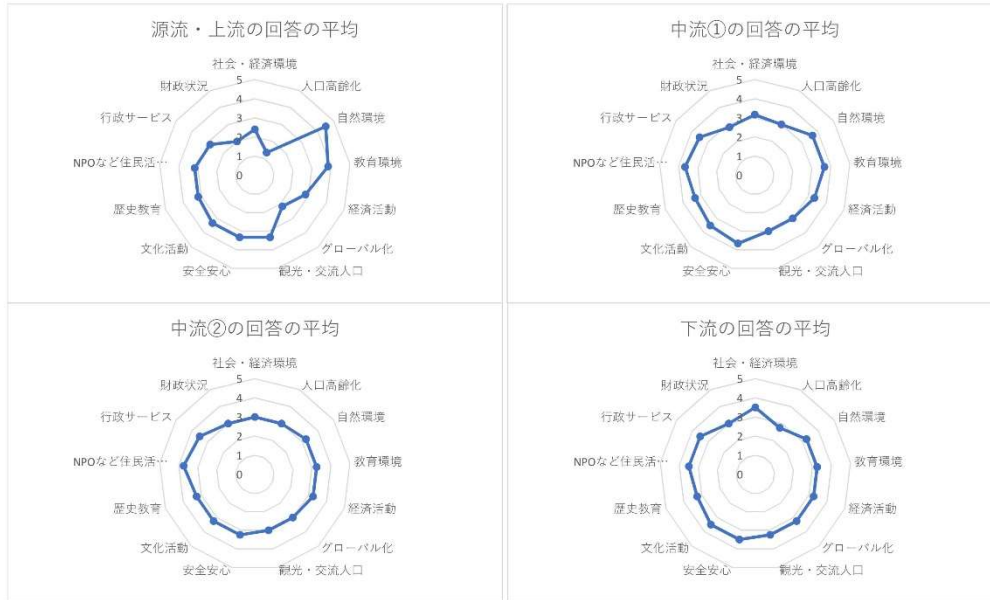 源流・上流の回答の平均
社会・経済環境
人口高齢化
自然環境
教育環境
経済活動
グローバル化
観光・交流人口
安全安心
文化活動
歴史教育
NPOなど住民活…
行政サービス
財政状況
5
4
3
2
1
0
中流①の回答の平均
社会・経済環境
人口高齢化
自然環境
教育環境
経済活動
グローバル化
観光・交流人口
安全安心
文化活動
歴史教育
NPOなど住民活…
行政サービス
財政状況
5
4
3
2
1
0
中流②の回答の平均
社会・経済環境
人口高齢化
自然環境
教育環境
経済活動
グローバル化
観光・交流人口
安全安心
文化活動
歴史教育
NPOなど住民活…
行政サービス
財政状況
5
4
3
2
1
0
下流の回答の平均
社会・経済環境
人口高齢化
自然環境
教育環境
経済活動
グローバル化
観光・交流人口
安全安心
文化活動
歴史教育
NPOなど住民活…
行政サービス
財政状況
5
4
3
2
1
0